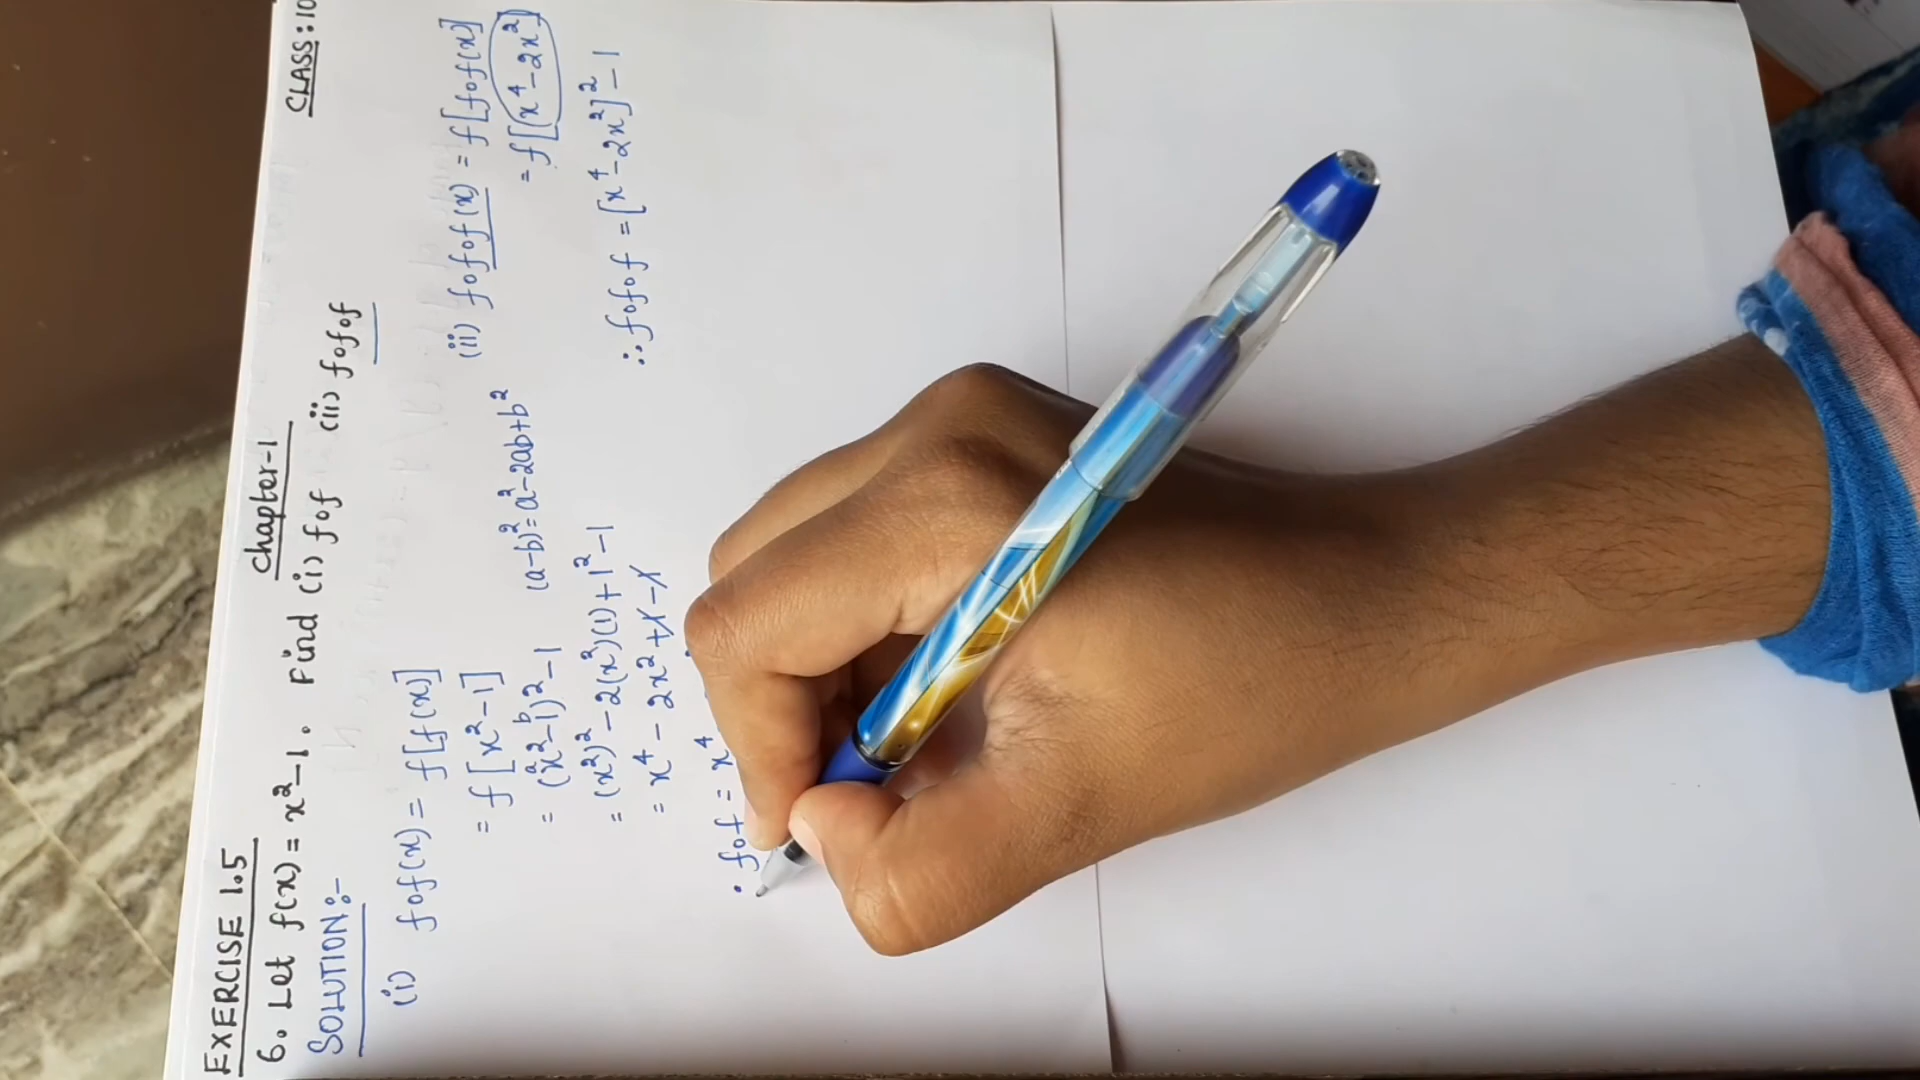 CLASS: 10
EXERCISE 1.5
chapter-1
6. Let f(x) = x²-1. Find (i) fof (ii) fofof
SOLUTION:-
(i) fof(x) = f[f(x)]
= f[x²-1]
= (x²-1)²-1
a b
(a-b)²=a²-2ab+b²
= (x²)²-2(x²)(1)+1²-1
= x⁴-2x²+1-1
fof = x⁴
(ii) fofof(x) = f[fof(x)]
= f[(x⁴-2x²)]
∴ fofof = [x⁴-2x²]²-1